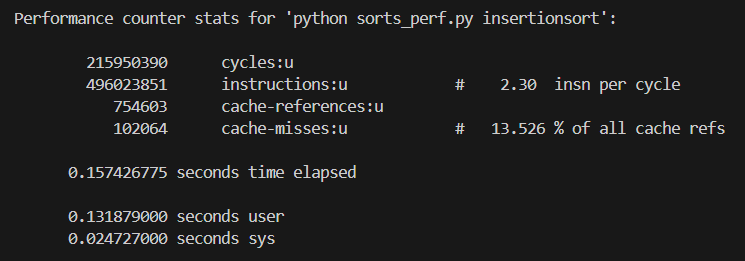 Performance counter stats for 'python sorts_perf.py insertionsort':
215950390 cycles:u
496023851 instructions:u # 2.30 insn per cycle
754603 cache-references:u
102064 cache-misses:u # 13.526 % of all cache refs
0.157426775 seconds time elapsed
0.131879000 seconds user
0.024727000 seconds sys